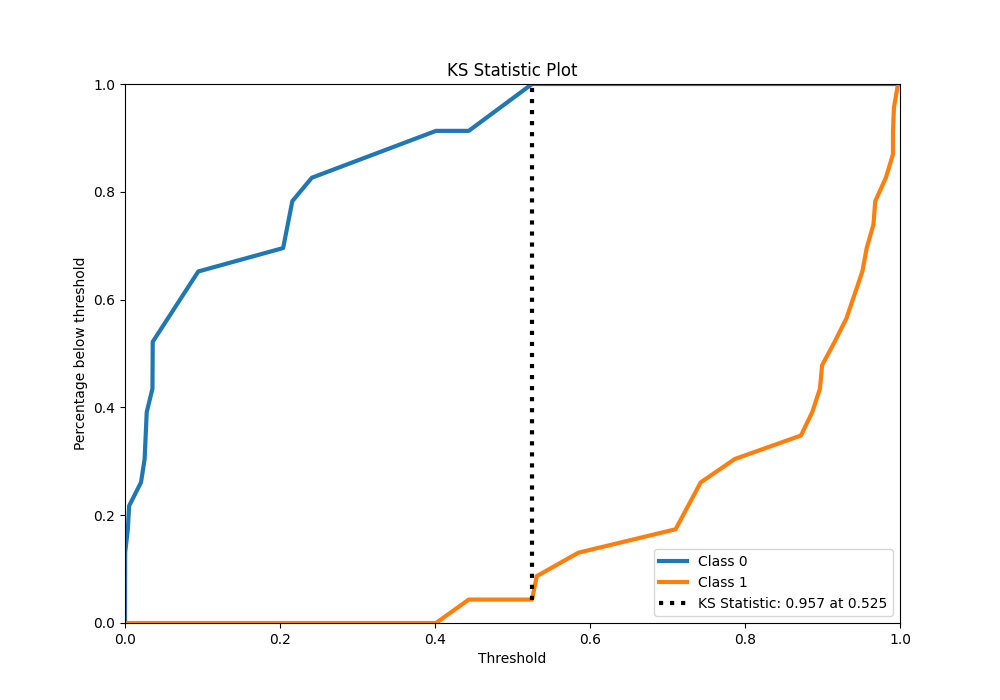 KS Statistic Plot
Percentage below threshold
1.0
0.8
0.6
0.4
0.2
0.0
0.0 0.2 0.4 0.6 0.8 1.0
Threshold
Class 0
Class 1
KS Statistic: 0.957 at 0.525